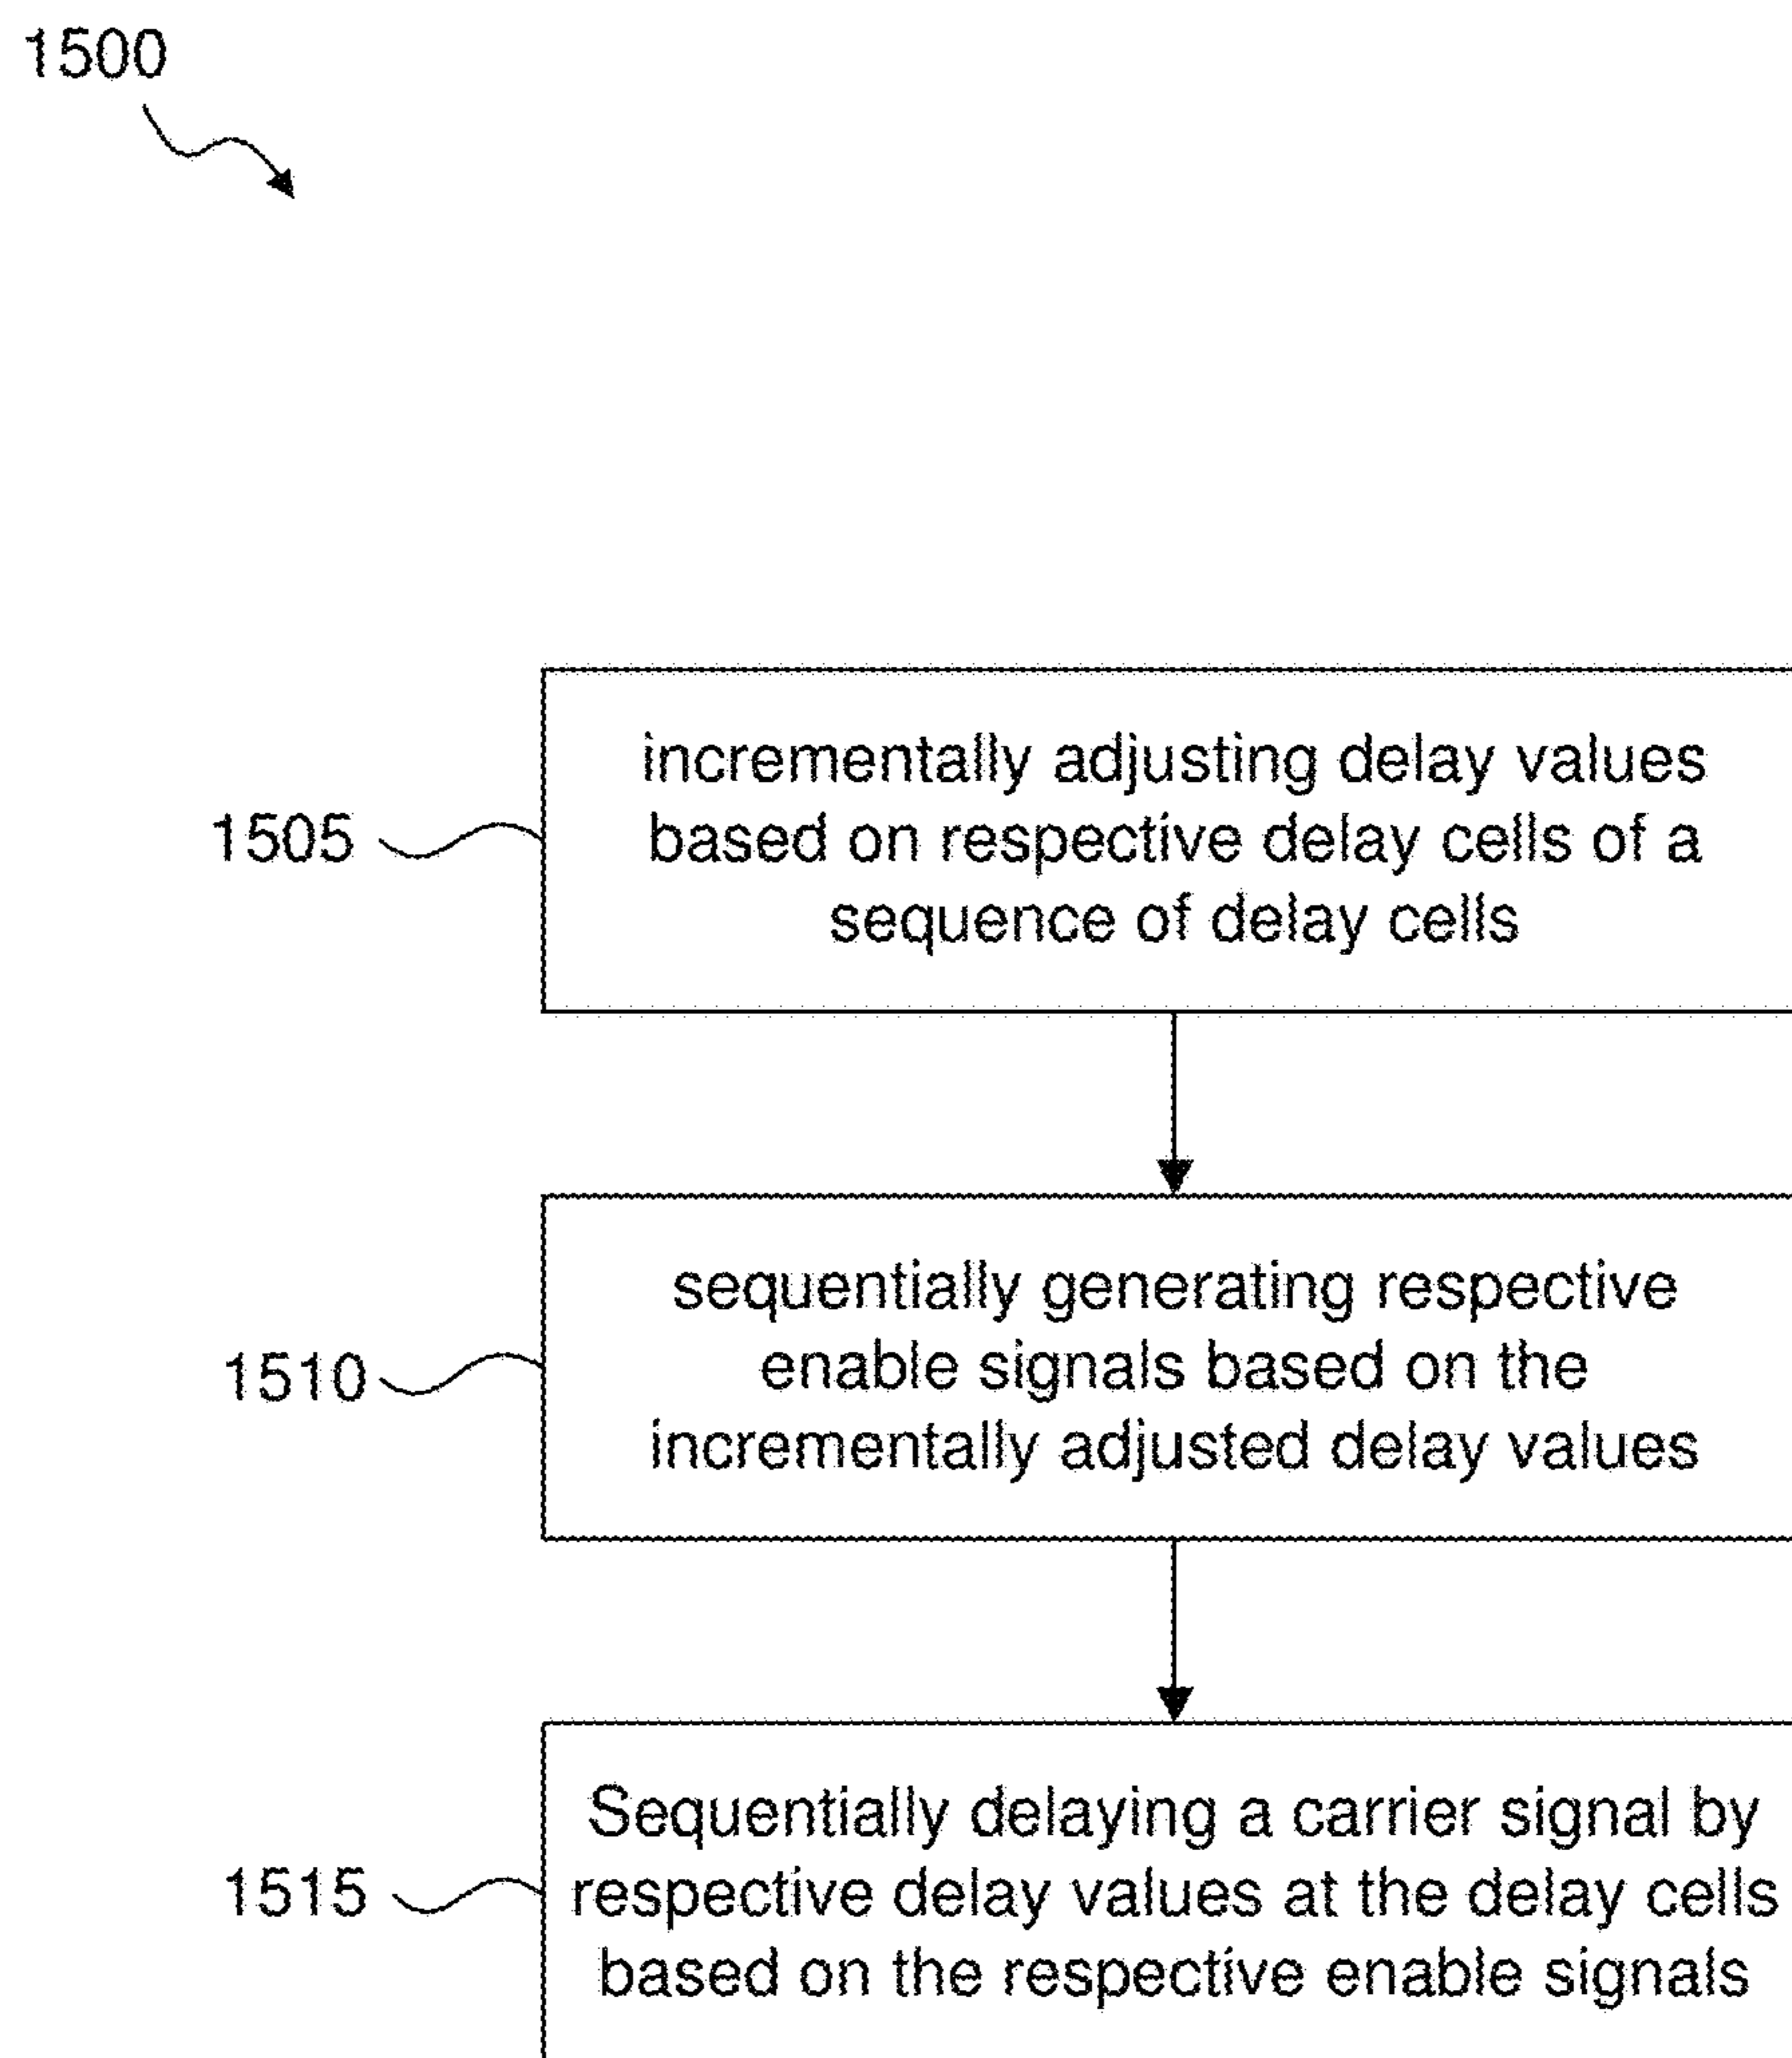 1500
incrementally adjusting delay values
based on respective delay cells of a
sequence of delay cells
1505
sequentially generating respective
enable signals based on the
incrementally adjusted delay values
1510
Sequentially delaying a carrier signal by
respective delay values at the delay cells
based on the respective enable signals
1515